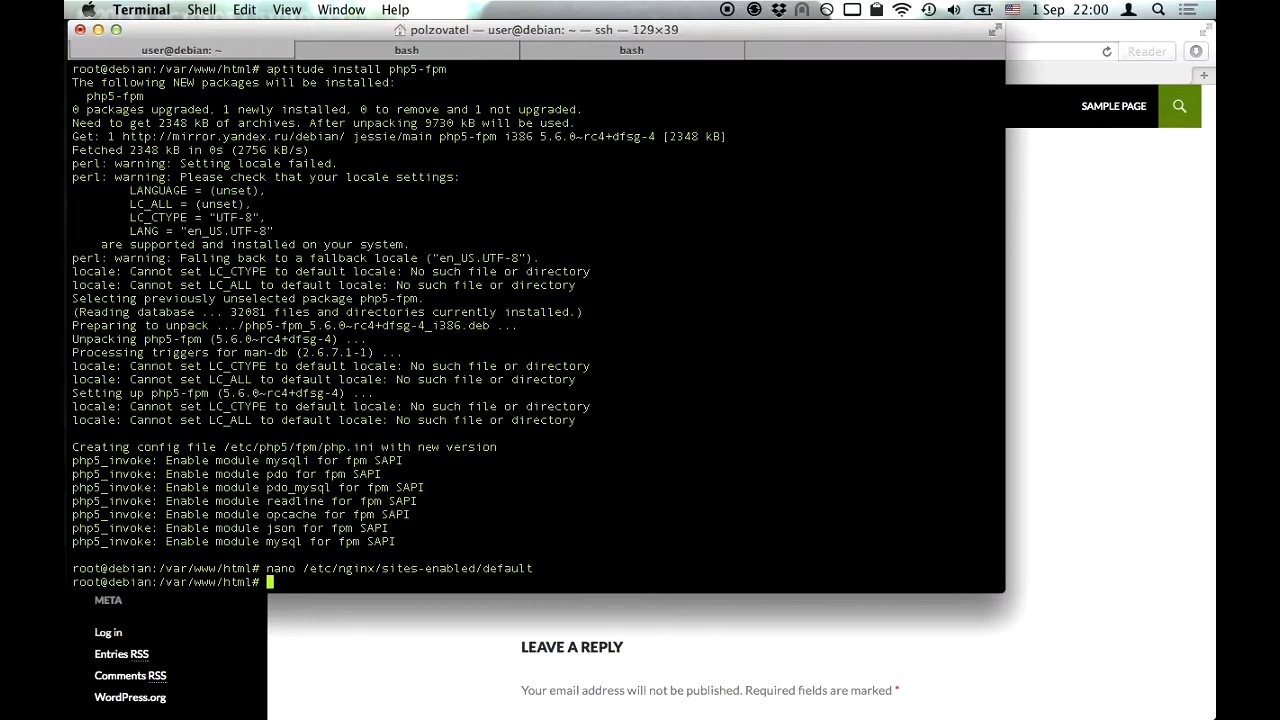 Terminal Shell Edit View Window Help 1 Sep 22:00
polzovatel — user@debian: ~ — ssh — 129×39
user@debian: ~ bash bash
Reader
SAMPLE PAGE
root@debian:/var/www/html# aptitude install php5-fpm
The following NEW packages will be installed:
  php5-fpm
0 packages upgraded, 1 newly installed, 0 to remove and 1 not upgraded.
Need to get 2348 kB of archives. After unpacking 9730 kB will be used.
Get: 1 http://mirror.yandex.ru/debian/ jessie/main php5-fpm i386 5.6.0~rc4+dfsg-4 [2348 kB]
Fetched 2348 kB in 0s (2756 kB/s)
perl: warning: Setting locale failed.
perl: warning: Please check that your locale settings:
        LANGUAGE = (unset),
        LC_ALL = (unset),
        LC_CTYPE = "UTF-8",
        LANG = "en_US.UTF-8"
    are supported and installed on your system.
perl: warning: Falling back to a fallback locale ("en_US.UTF-8").
locale: Cannot set LC_CTYPE to default locale: No such file or directory
locale: Cannot set LC_ALL to default locale: No such file or directory
Selecting previously unselected package php5-fpm.
(Reading database ... 32081 files and directories currently installed.)
Preparing to unpack .../php5-fpm_5.6.0~rc4+dfsg-4_i386.deb ...
Unpacking php5-fpm (5.6.0~rc4+dfsg-4) ...
Processing triggers for man-db (2.6.7.1-1) ...
locale: Cannot set LC_CTYPE to default locale: No such file or directory
locale: Cannot set LC_ALL to default locale: No such file or directory
Setting up php5-fpm (5.6.0~rc4+dfsg-4) ...
locale: Cannot set LC_CTYPE to default locale: No such file or directory
locale: Cannot set LC_ALL to default locale: No such file or directory
Creating config file /etc/php5/fpm/php.ini with new version
php5_invoke: Enable module mysqli for fpm SAPI
php5_invoke: Enable module pdo for fpm SAPI
php5_invoke: Enable module pdo_mysql for fpm SAPI
php5_invoke: Enable module readline for fpm SAPI
php5_invoke: Enable module opcache for fpm SAPI
php5_invoke: Enable module json for fpm SAPI
php5_invoke: Enable module mysql for fpm SAPI
root@debian:/var/www/html# nano /etc/nginx/sites-enabled/default
root@debian:/var/www/html#
META
Log in
Entries RSS
Comments RSS
WordPress.org
LEAVE A REPLY
Your email address will not be published. Required fields are marked *